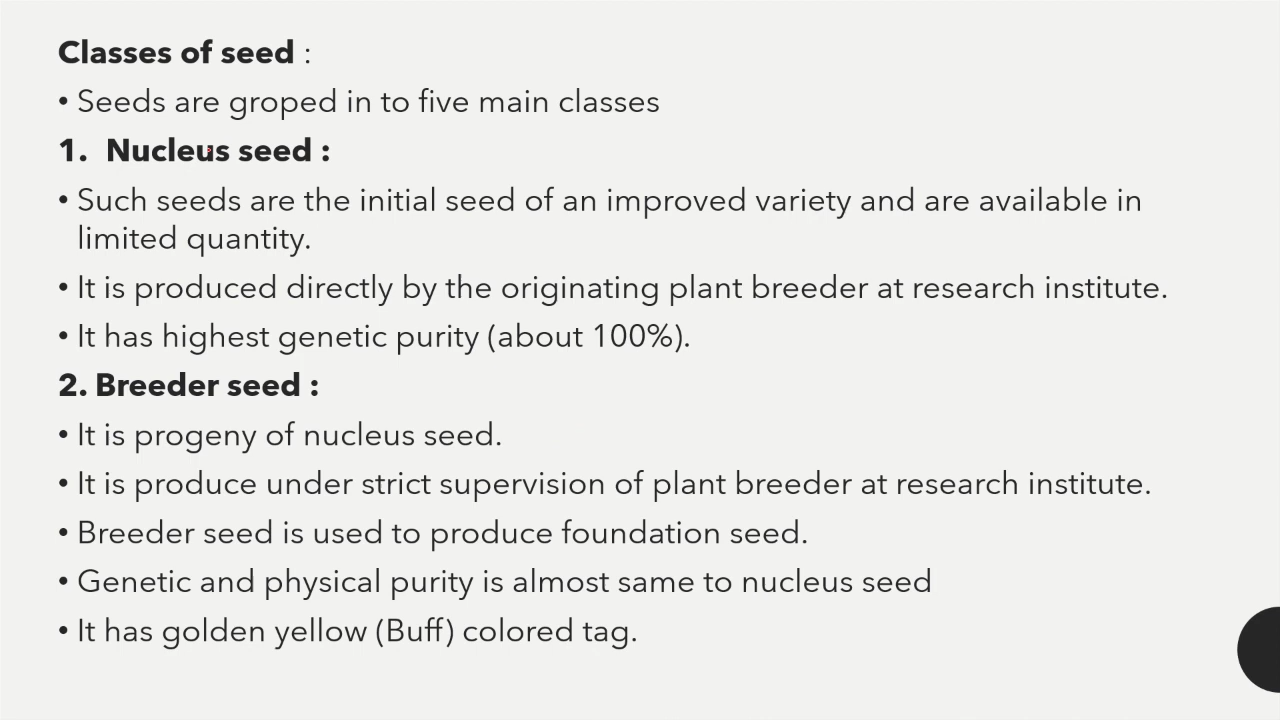 Classes of seed :
• Seeds are groped in to five main classes
1. Nucleus seed :
• Such seeds are the initial seed of an improved variety and are available in
limited quantity.
• It is produced directly by the originating plant breeder at research institute.
• It has highest genetic purity (about 100%).
2. Breeder seed :
• It is progeny of nucleus seed.
• It is produce under strict supervision of plant breeder at research institute.
• Breeder seed is used to produce foundation seed.
• Genetic and physical purity is almost same to nucleus seed
• It has golden yellow (Buff) colored tag.